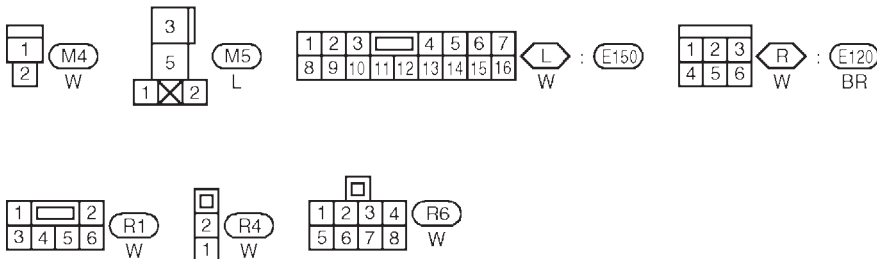 3
1 M4 5 M5 1 2 3 4 5 6 7 L : E150 1 2 3 R : E120
2 W 1 2 L 8 9 10 11 12 13 14 15 16 W 4 5 6 W BR
1 2 R1 2 R4 1 2 3 4 R6
3 4 5 6 W 1 W 5 6 7 8 W